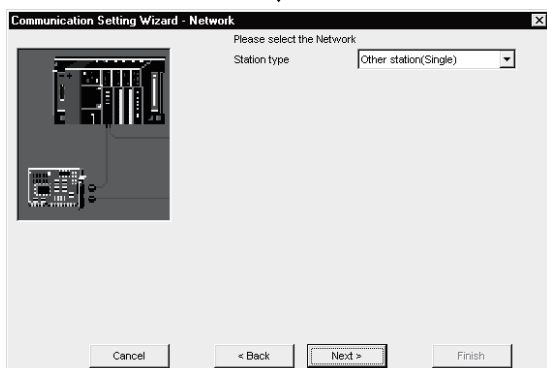 Communication Setting Wizard - Network
Please select the Network
Station type Other station(Single)
Cancel < Back Next > Finish